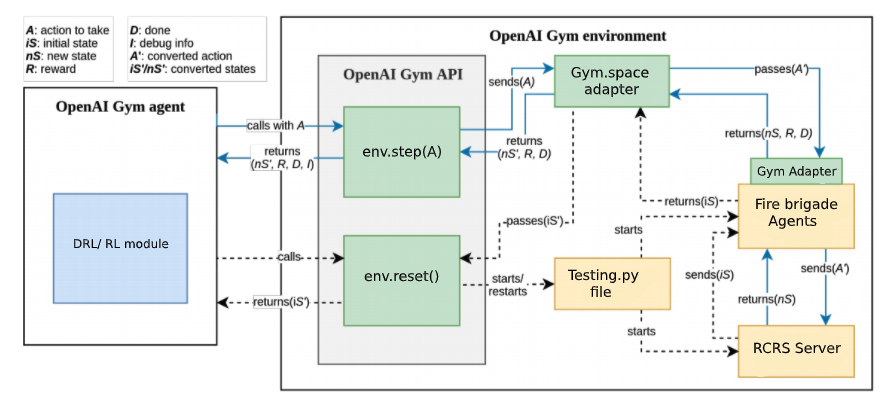 A: action to take
iS: initial state
nS: new state
R: reward
D: done
I: debug info
A': converted action
iS'/nS': converted states
OpenAI Gym environment
OpenAI Gym agent
OpenAI Gym API
DRL/ RL module
calls with A
returns
(nS', R, D, I)
calls
returns(iS')
env.step(A)
env.reset()
sends(A)
returns
(nS', R, D)
passes(iS')
starts/
restarts
Gym.space
adapter
passes(A')
returns(nS, R, D)
Gym Adapter
Fire brigade
Agents
returns(iS)
starts
Testing.py
file
starts
sends(iS)
returns(nS)
sends(A')
RCRS Server